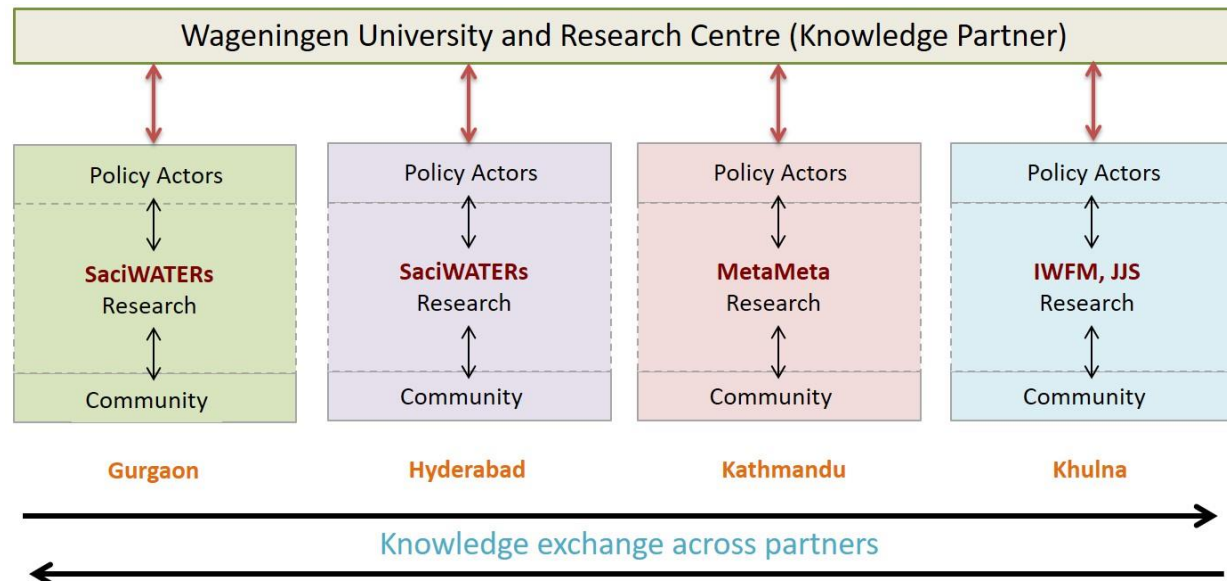 Wageningen University and Research Centre (Knowledge Partner)
Policy Actors
SaciWATERs
Research
Community
Gurgaon
Policy Actors
SaciWATERs
Research
Community
Hyderabad
Policy Actors
MetaMeta
Research
Community
Kathmandu
Policy Actors
IWFM, JJS
Research
Community
Khulna
Knowledge exchange across partners